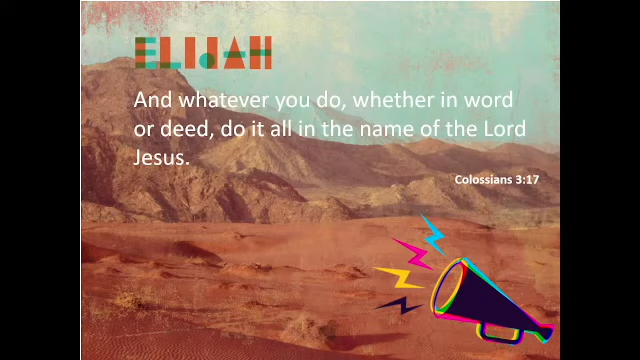 ELIJAH
And whatever you do, whether in word
or deed, do it all in the name of the Lord
Jesus.
Colossians 3:17